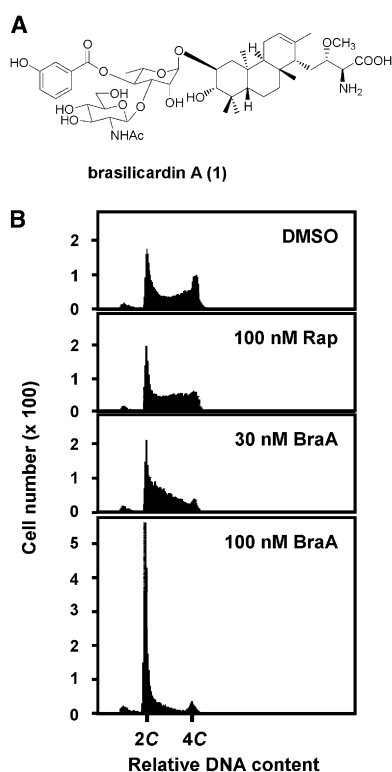 A
HO
O
O
O
O
OCH₃
COOH
NH₂
OH
HO
HO
OH
O
O
NHAc
HO
H
H
H
brasilicardin A (1)
B
DMSO
2
1
0
100 nM Rap
2
1
0
30 nM BraA
2
1
0
100 nM BraA
5
4
3
2
1
0
Cell number (x 100)
2C 4C
Relative DNA content